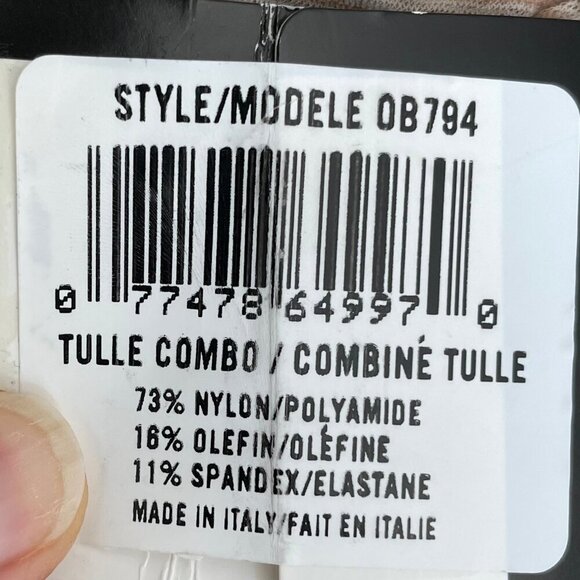 STYLE/MODELE OB794
0 77478 64997 0
TULLE COMBO / COMBINÉ TULLE
73% NYLON/POLYAMIDE
16% OLEFIN/OLÉFINE
11% SPANDEX/ELASTANE
MADE IN ITALY/FAIT EN ITALIE